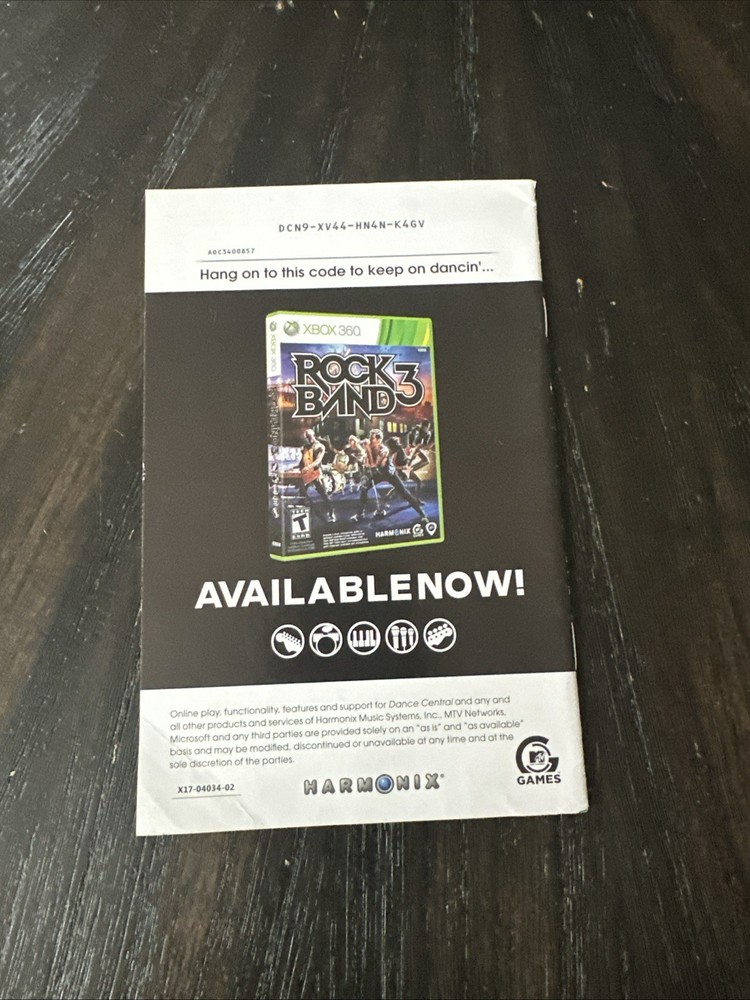 DCN9-XV44-HN4N-K4GV
A0C3400857
Hang on to this code to keep on dancin'...
XBOX 360
ROCK
BAND 3
T
HARMONIX
AVAILABLE NOW!
Online play, functionality, features and support for Dance Central and any and
all other products and services of Harmonix Music Systems, Inc., MTV Networks,
Microsoft and any third parties are provided solely on an "as is" and "as available"
basis and may be modified, discontinued or unavailable at any time and at the
sole discretion of the parties.
X17-04034-02
HARMONIX®
MTV
GAMES